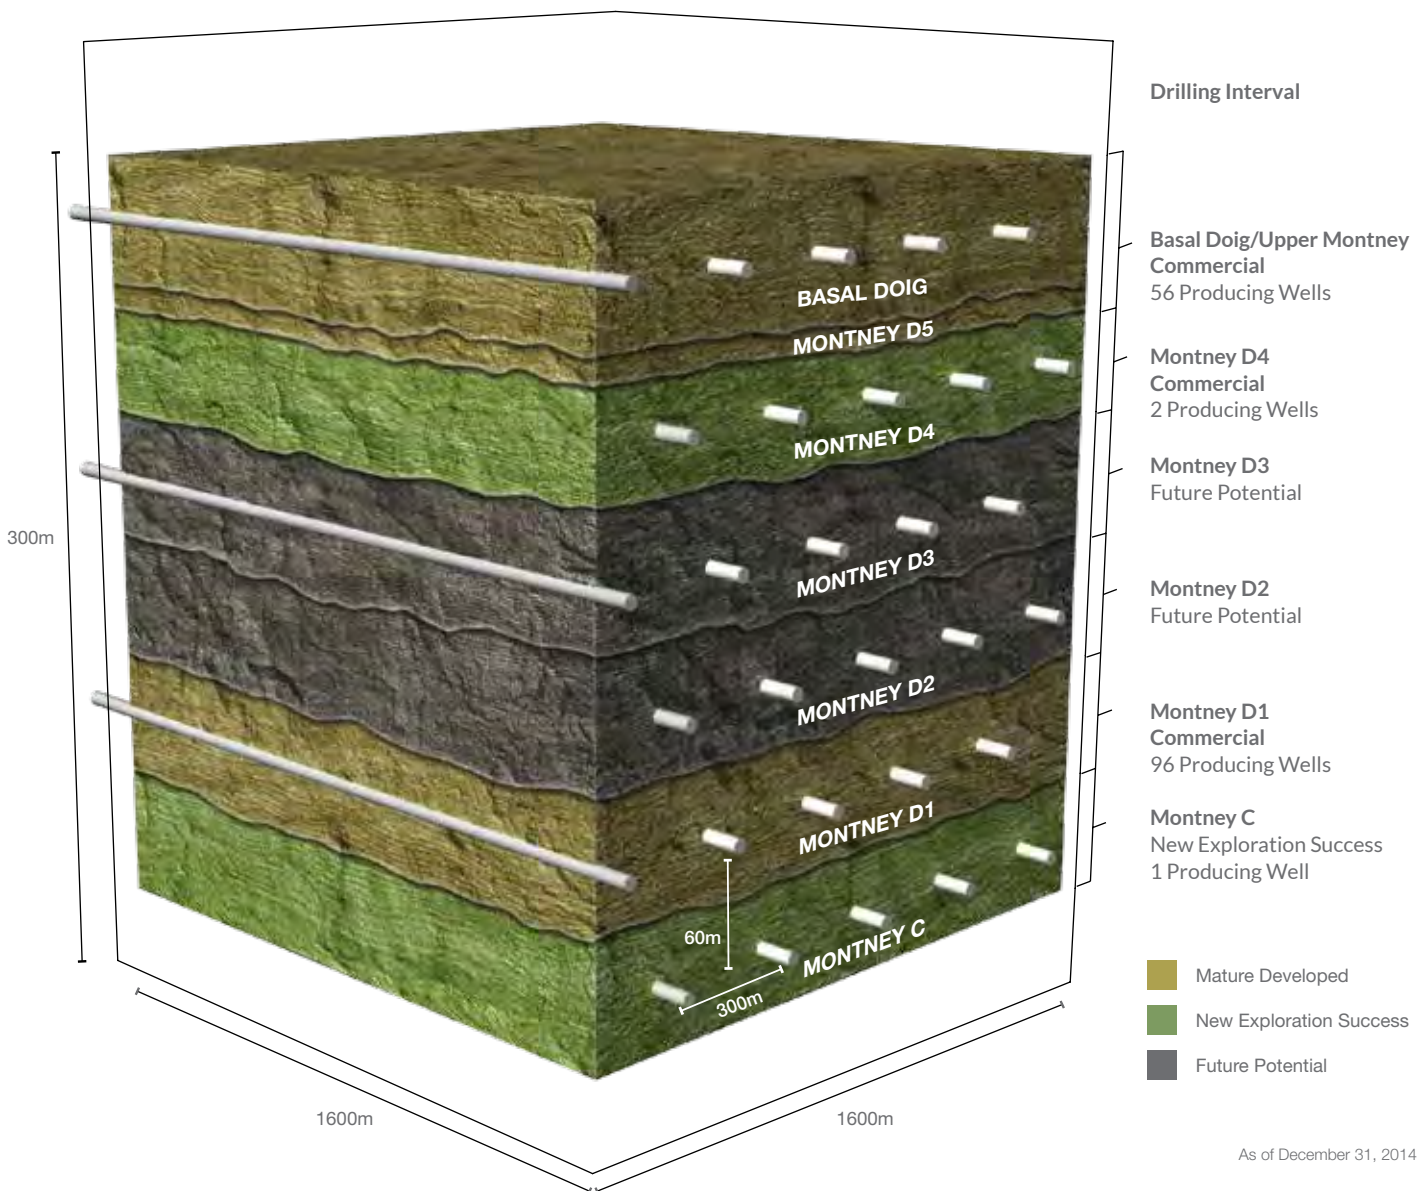 Drilling Interval
Basal Doig/Upper Montney
Commercial
56 Producing Wells
Montney D4
Commercial
2 Producing Wells
Montney D3
Future Potential
Montney D2
Future Potential
Montney D1
Commercial
96 Producing Wells
Montney C
New Exploration Success
1 Producing Well
BASAL DOIG
MONTNEY D5
MONTNEY D4
MONTNEY D3
MONTNEY D2
MONTNEY D1
MONTNEY C
60m
300m
300m
1600m
1600m
Mature Developed
New Exploration Success
Future Potential
As of December 31, 2014